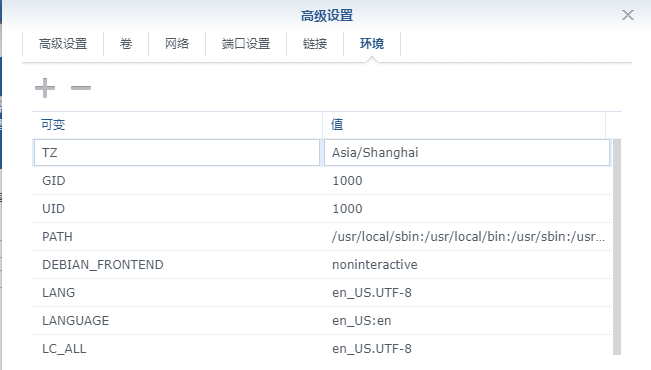 高级设置
高级设置 卷 网络 端口设置 链接 环境
可变 值
TZ Asia/Shanghai
GID 1000
UID 1000
PATH /usr/local/sbin:/usr/local/bin:/usr/sbin:/usr...
DEBIAN_FRONTEND noninteractive
LANG en_US.UTF-8
LANGUAGE en_US:en
LC_ALL en_US.UTF-8